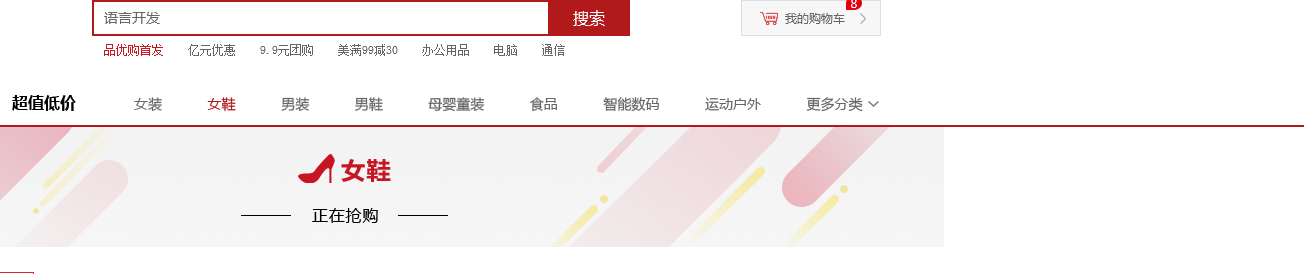 语言开发 搜索 我的购物车 8
品优购首发 亿元优惠 9.9元团购 美满99减30 办公用品 电脑 通信
超值低价 女装 女鞋 男装 男鞋 母婴童装 食品 智能数码 运动户外 更多分类
女鞋
正在抢购